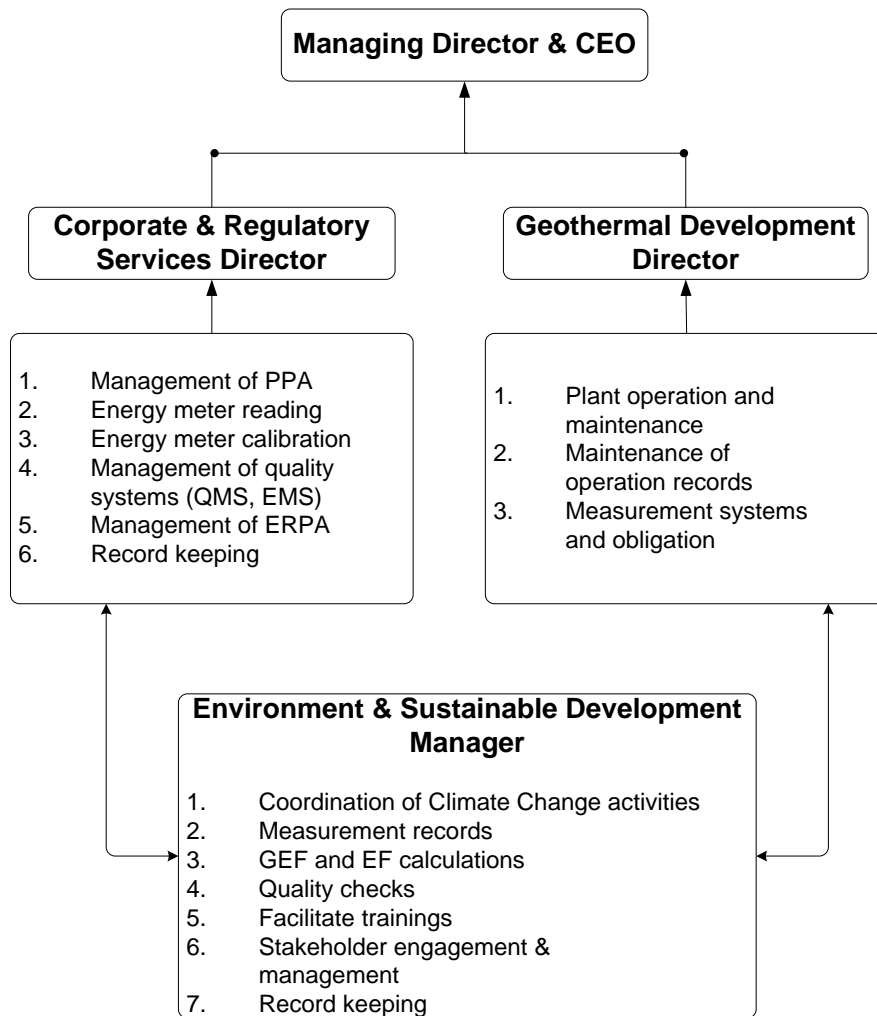 Managing Director & CEO
Corporate & Regulatory
Services Director
Geothermal Development
Director
1. Management of PPA
2. Energy meter reading
3. Energy meter calibration
4. Management of quality
systems (QMS, EMS)
5. Management of ERPA
6. Record keeping
1. Plant operation and
maintenance
2. Maintenance of
operation records
3. Measurement systems
and obligation
Environment & Sustainable Development
Manager
1. Coordination of Climate Change activities
2. Measurement records
3. GEF and EF calculations
4. Quality checks
5. Facilitate trainings
6. Stakeholder engagement &
management
7. Record keeping